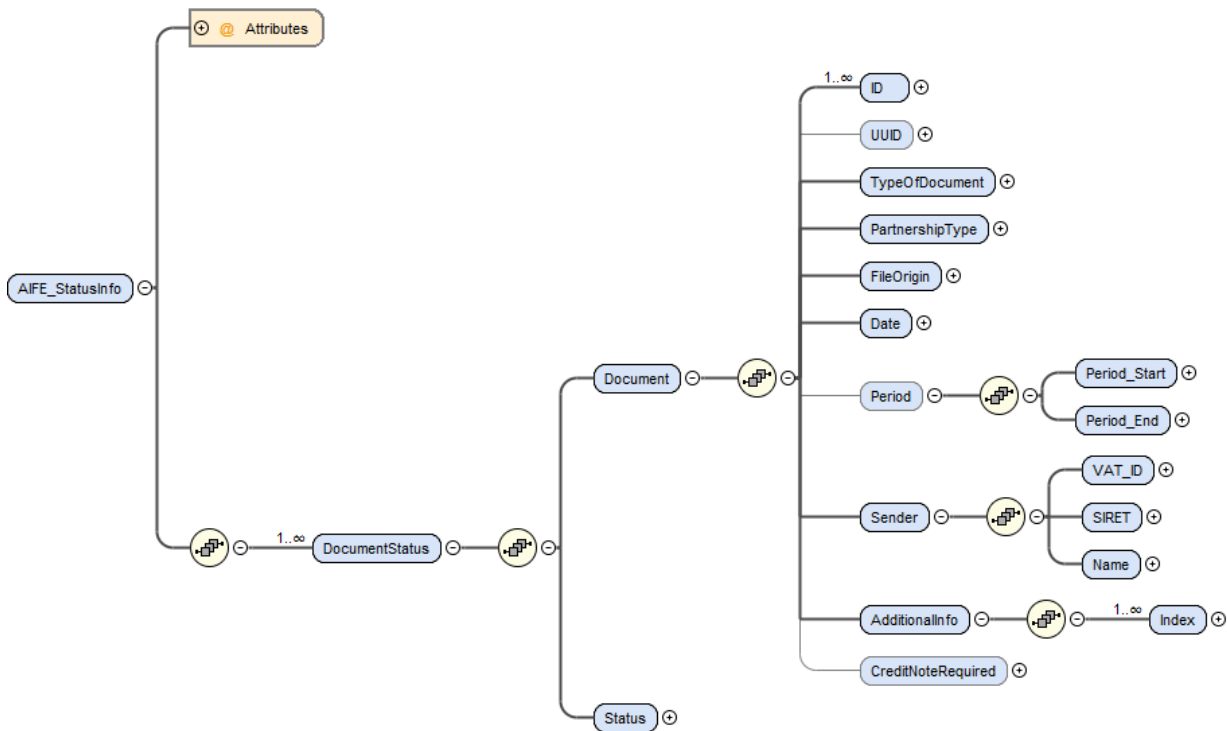 @ Attributes
AIFE_StatusInfo
1..∞ DocumentStatus
Document
1..∞ ID
UUID
TypeOfDocument
PartnershipType
FileOrigin
Date
Period
Period_Start
Period_End
Sender
VAT_ID
SIRET
Name
AdditionalInfo
1..∞ Index
CreditNoteRequired
Status